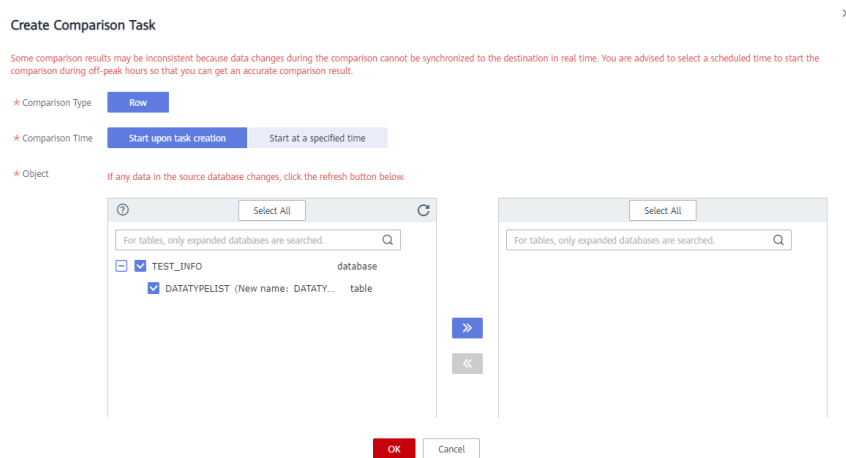 Create Comparison Task
Some comparison results may be inconsistent because data changes during the comparison cannot be synchronized to the destination in real time. You are advised to select a scheduled time to start the
comparison during off-peak hours so that you can get an accurate comparison result.
* Comparison Type Row
* Comparison Time Start upon task creation Start at a specified time
* Object If any data in the source database changes, click the refresh button below.
Select All Select All
For tables, only expanded databases are searched. For tables, only expanded databases are searched.
TEST_INFO database
DATATYPELIST (New name: DATATY... table
OK Cancel